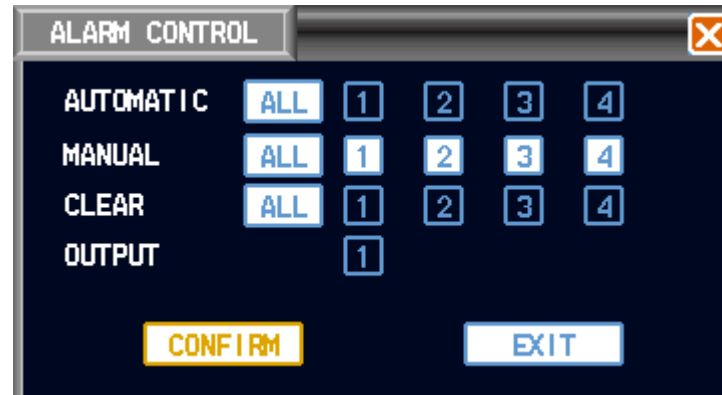 ALARM CONTROL
AUTOMATIC ALL 1 2 3 4
MANUAL ALL 1 2 3 4
CLEAR ALL 1 2 3 4
OUTPUT 1
CONFIRM EXIT